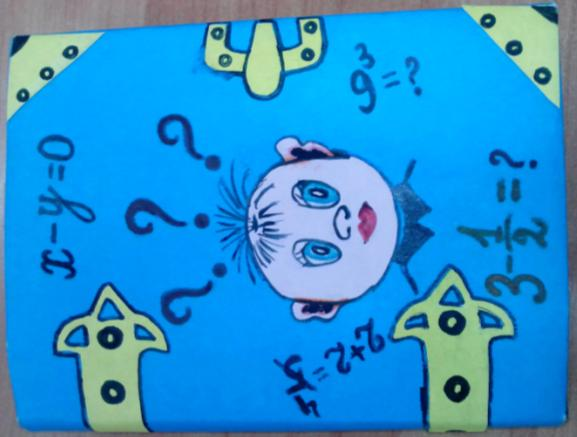 x-y=0
? ? ?
9³=?
2+2=
3-1/2=?